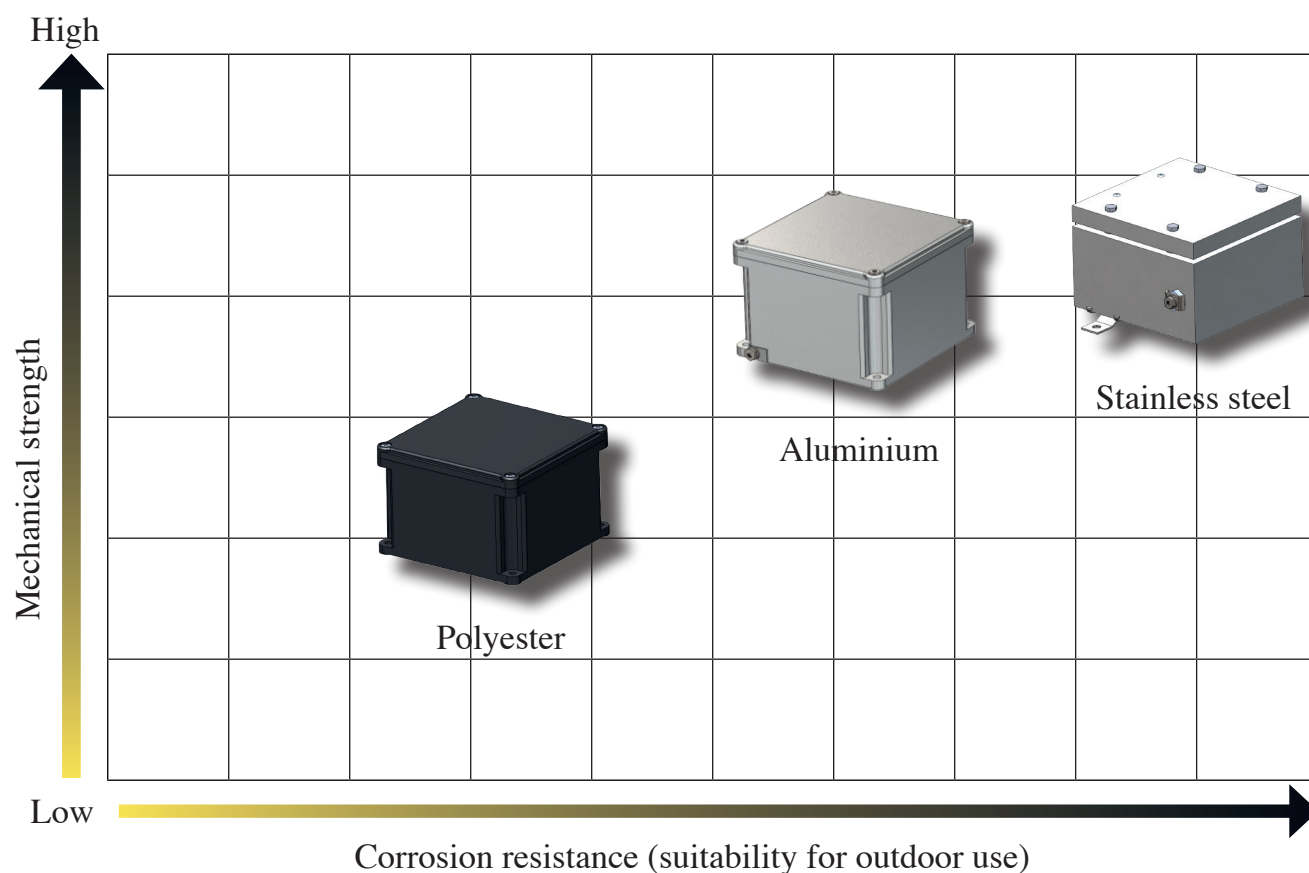 High
Mechanical strength
Stainless steel
Aluminium
Polyester
Low
Corrosion resistance (suitability for outdoor use)